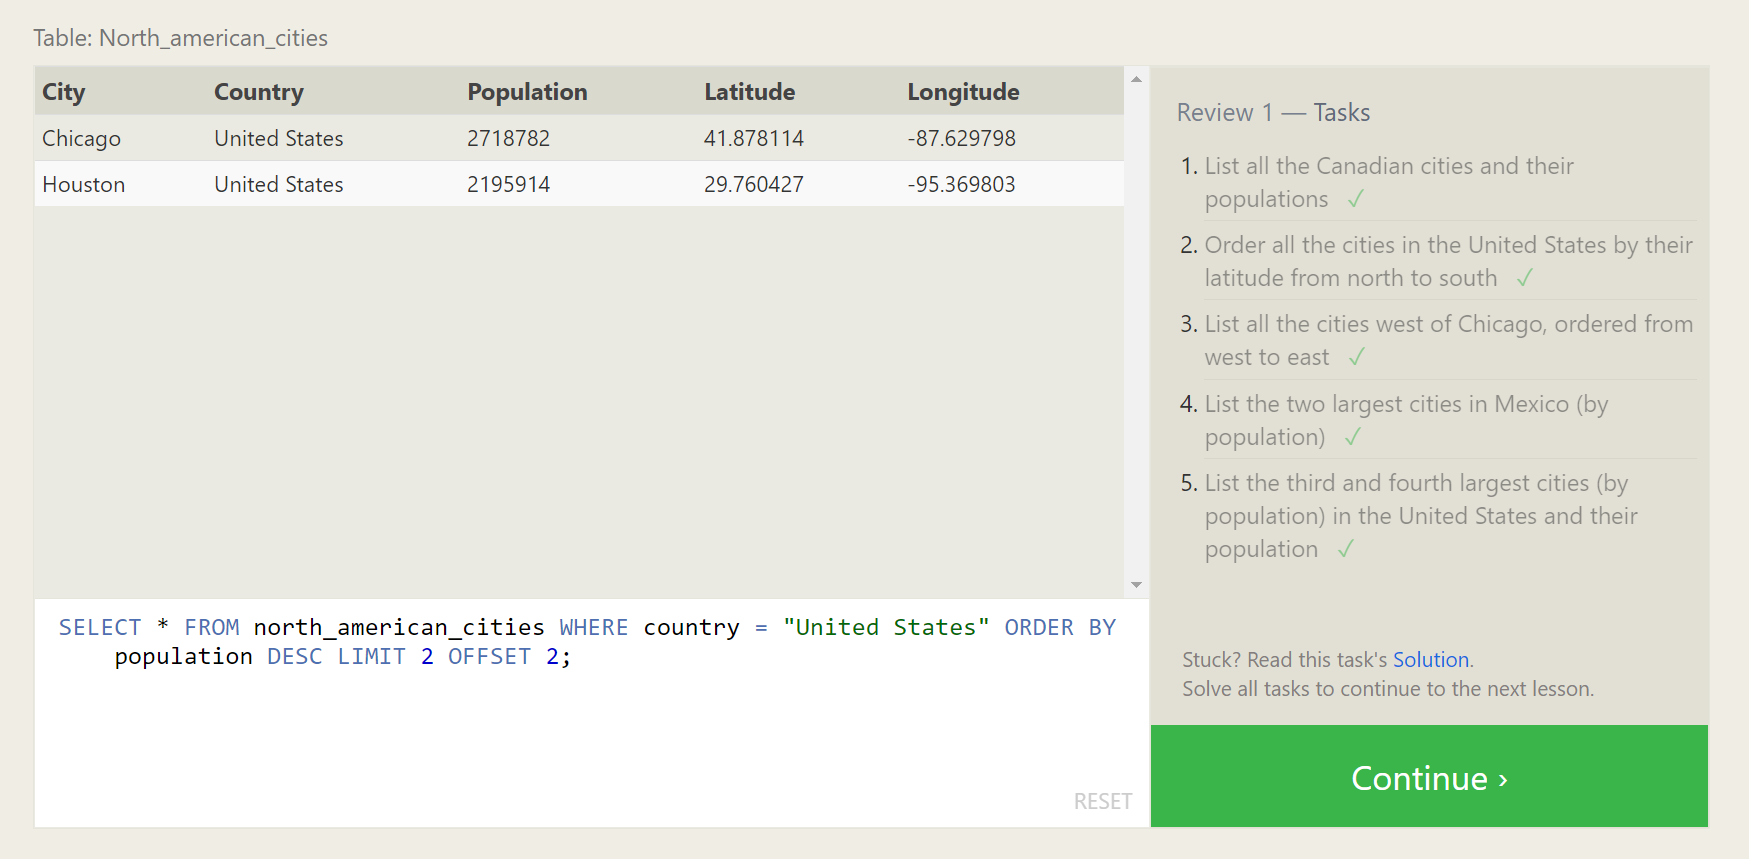 Table: North_american_cities
City Country Population Latitude Longitude
Chicago United States 2718782 41.878114 -87.629798
Houston United States 2195914 29.760427 -95.369803
SELECT * FROM north_american_cities WHERE country = "United States" ORDER BY
population DESC LIMIT 2 OFFSET 2;
RESET
Review 1 — Tasks
1. List all the Canadian cities and their
populations ✓
2. Order all the cities in the United States by their
latitude from north to south ✓
3. List all the cities west of Chicago, ordered from
west to east ✓
4. List the two largest cities in Mexico (by
population) ✓
5. List the third and fourth largest cities (by
population) in the United States and their
population ✓
Stuck? Read this task's Solution.
Solve all tasks to continue to the next lesson.
Continue ›